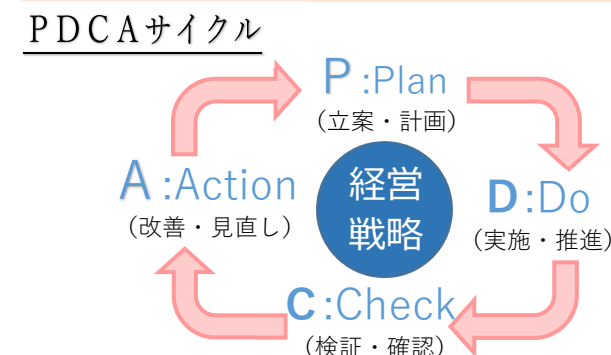 PDCAサイクル
P:Plan
（立案・計画）
A:Action
（改善・見直し）
経営
戦略
D:Do
（実施・推進）
C:Check
（検証・確認）